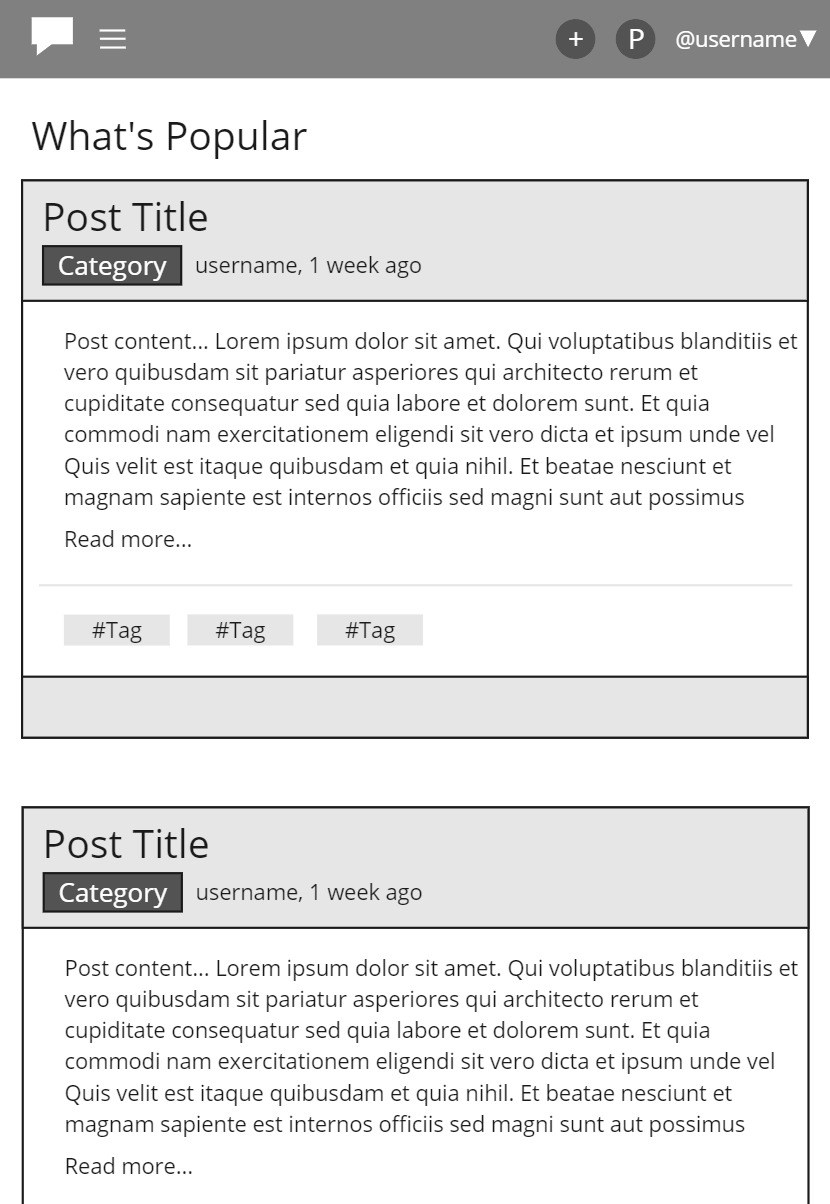 + P @username
What's Popular
Post Title
Category username, 1 week ago
Post content... Lorem ipsum dolor sit amet. Qui voluptatibus blanditiis et
vero quibusdam sit pariatur asperiores qui architecto rerum et
cupiditate consequatur sed quia labore et dolorem sunt. Et quia
commodi nam exercitationem eligendi sit vero dicta et ipsum unde vel
Quis velit est itaque quibusdam et quia nihil. Et beatae nesciunt et
magnam sapiente est internos officiis sed magni sunt aut possimus
Read more...
#Tag #Tag #Tag
Post Title
Category username, 1 week ago
Post content... Lorem ipsum dolor sit amet. Qui voluptatibus blanditiis et
vero quibusdam sit pariatur asperiores qui architecto rerum et
cupiditate consequatur sed quia labore et dolorem sunt. Et quia
commodi nam exercitationem eligendi sit vero dicta et ipsum unde vel
Quis velit est itaque quibusdam et quia nihil. Et beatae nesciunt et
magnam sapiente est internos officiis sed magni sunt aut possimus
Read more...